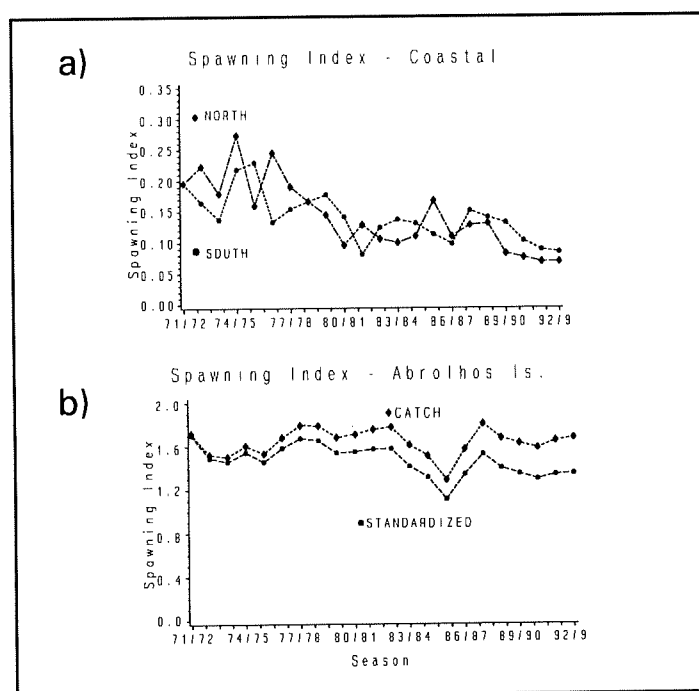 a)
Spawning Index - Coastal
0.35
0.30
0.25
0.20
0.15
0.10
0.05
0.00
Spawning Index
NORTH
SOUTH
71/72 74/75 77/78 80/81 83/84 86/87 89/90 92/9
b)
Spawning Index - Abrolhos Is.
2.0
1.6
1.2
0.8
0.4
0.0
Spawning Index
CATCH
STANDARDIZED
71/72 74/75 77/78 80/81 83/84 86/87 89/90 92/9
Season